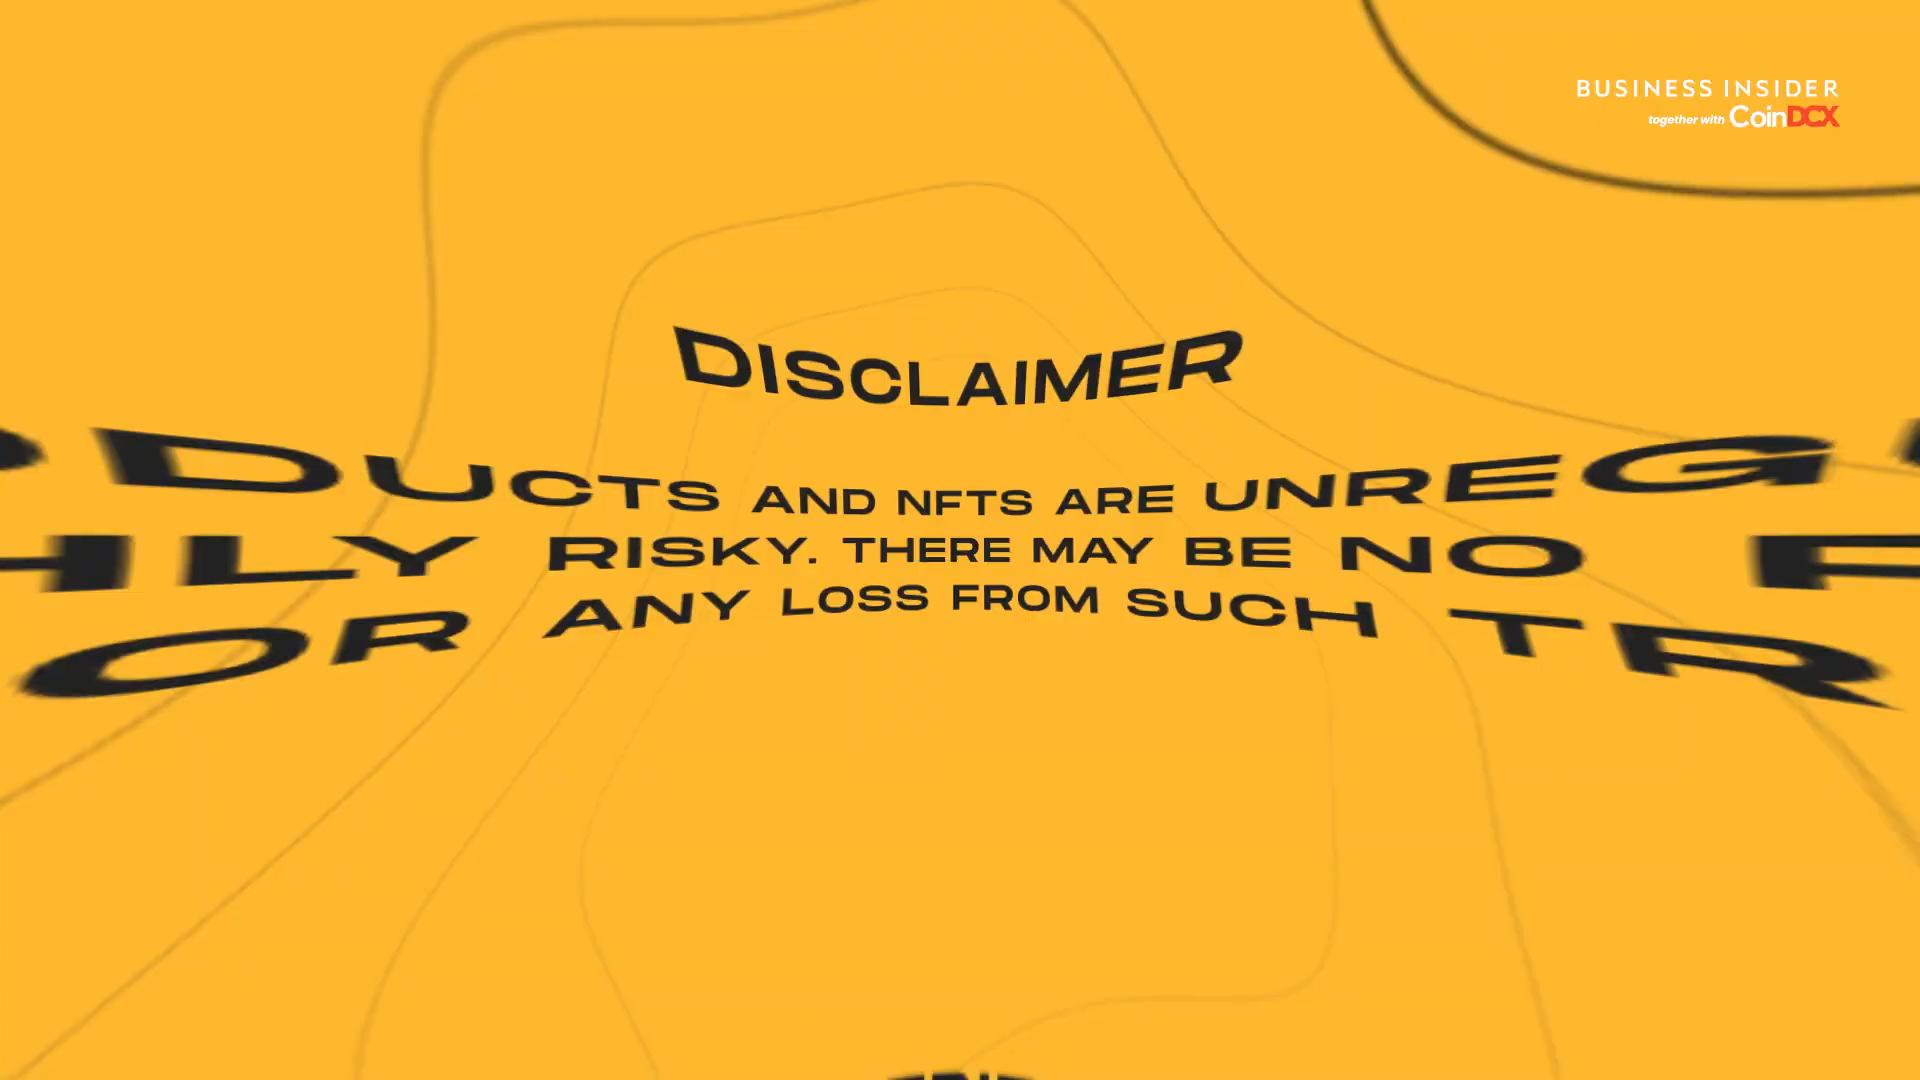 BUSINESS INSIDER
together with CoinDCX
DISCLAIMER
DUCTS AND NFTS ARE UNREG
HLY RISKY. THERE MAY BE NO
OR ANY LOSS FROM SUCH TR